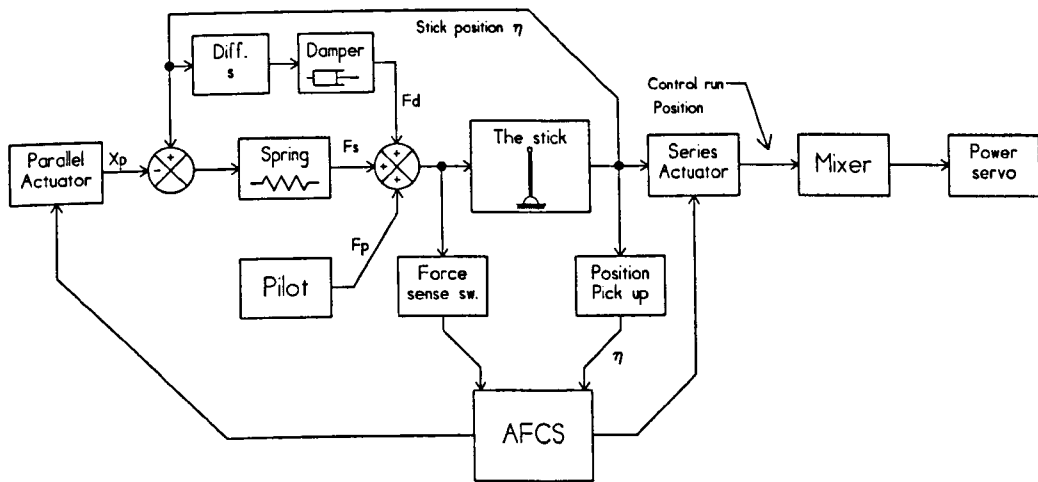 Stick position η
Diff.
s
Damper
Fd
Control run
Position
The stick
Parallel
Actuator
Xp
+
-
Spring
Fs
+
+
+
Series
Actuator
Mixer
Power
servo
Fp
Pilot
Force
sense sw.
Position
Pick up
η
AFCS